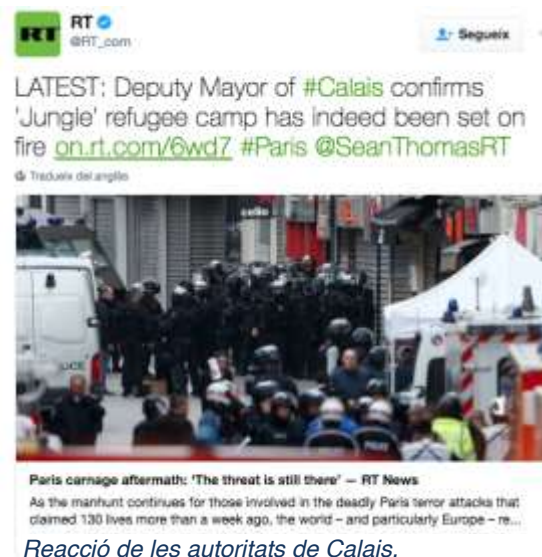 RT
RT
@RT_com
Segueix
LATEST: Deputy Mayor of #Calais confirms
'Jungle' refugee camp has indeed been set on
fire on.rt.com/6wd7 #Paris @SeanThomasRT
Tradueix del anglès
celio
POLICE
Paris carnage aftermath: 'The threat is still there' — RT News
As the manhunt continues for those involved in the deadly Paris terror attacks that
claimed 130 lives more than a week ago, the world – and particularly Europe – re...
Reacció de les autoritats de Calais.